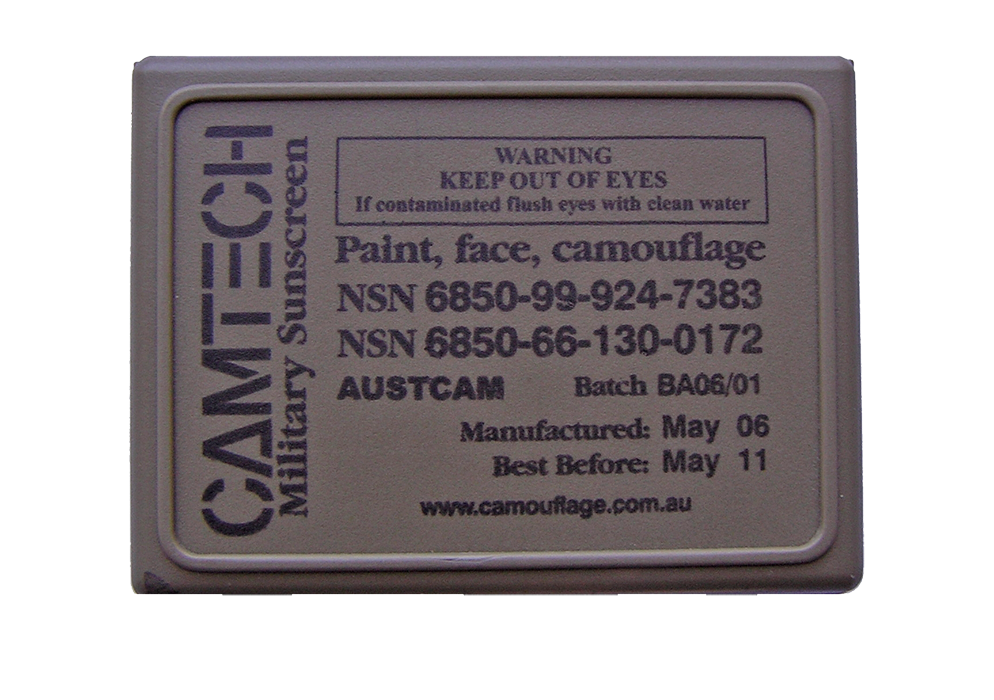 CAMTECH
Military Sunscreen
WARNING
KEEP OUT OF EYES
If contaminated flush eyes with clean water
Paint, face, camouflage
NSN 6850-99-924-7383
NSN 6850-66-130-0172
AUSTCAM Batch BA06/01
Manufactured: May 06
Best Before: May 11
www.camouflage.com.au